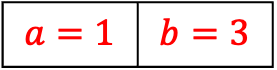 a = 1 b = 3